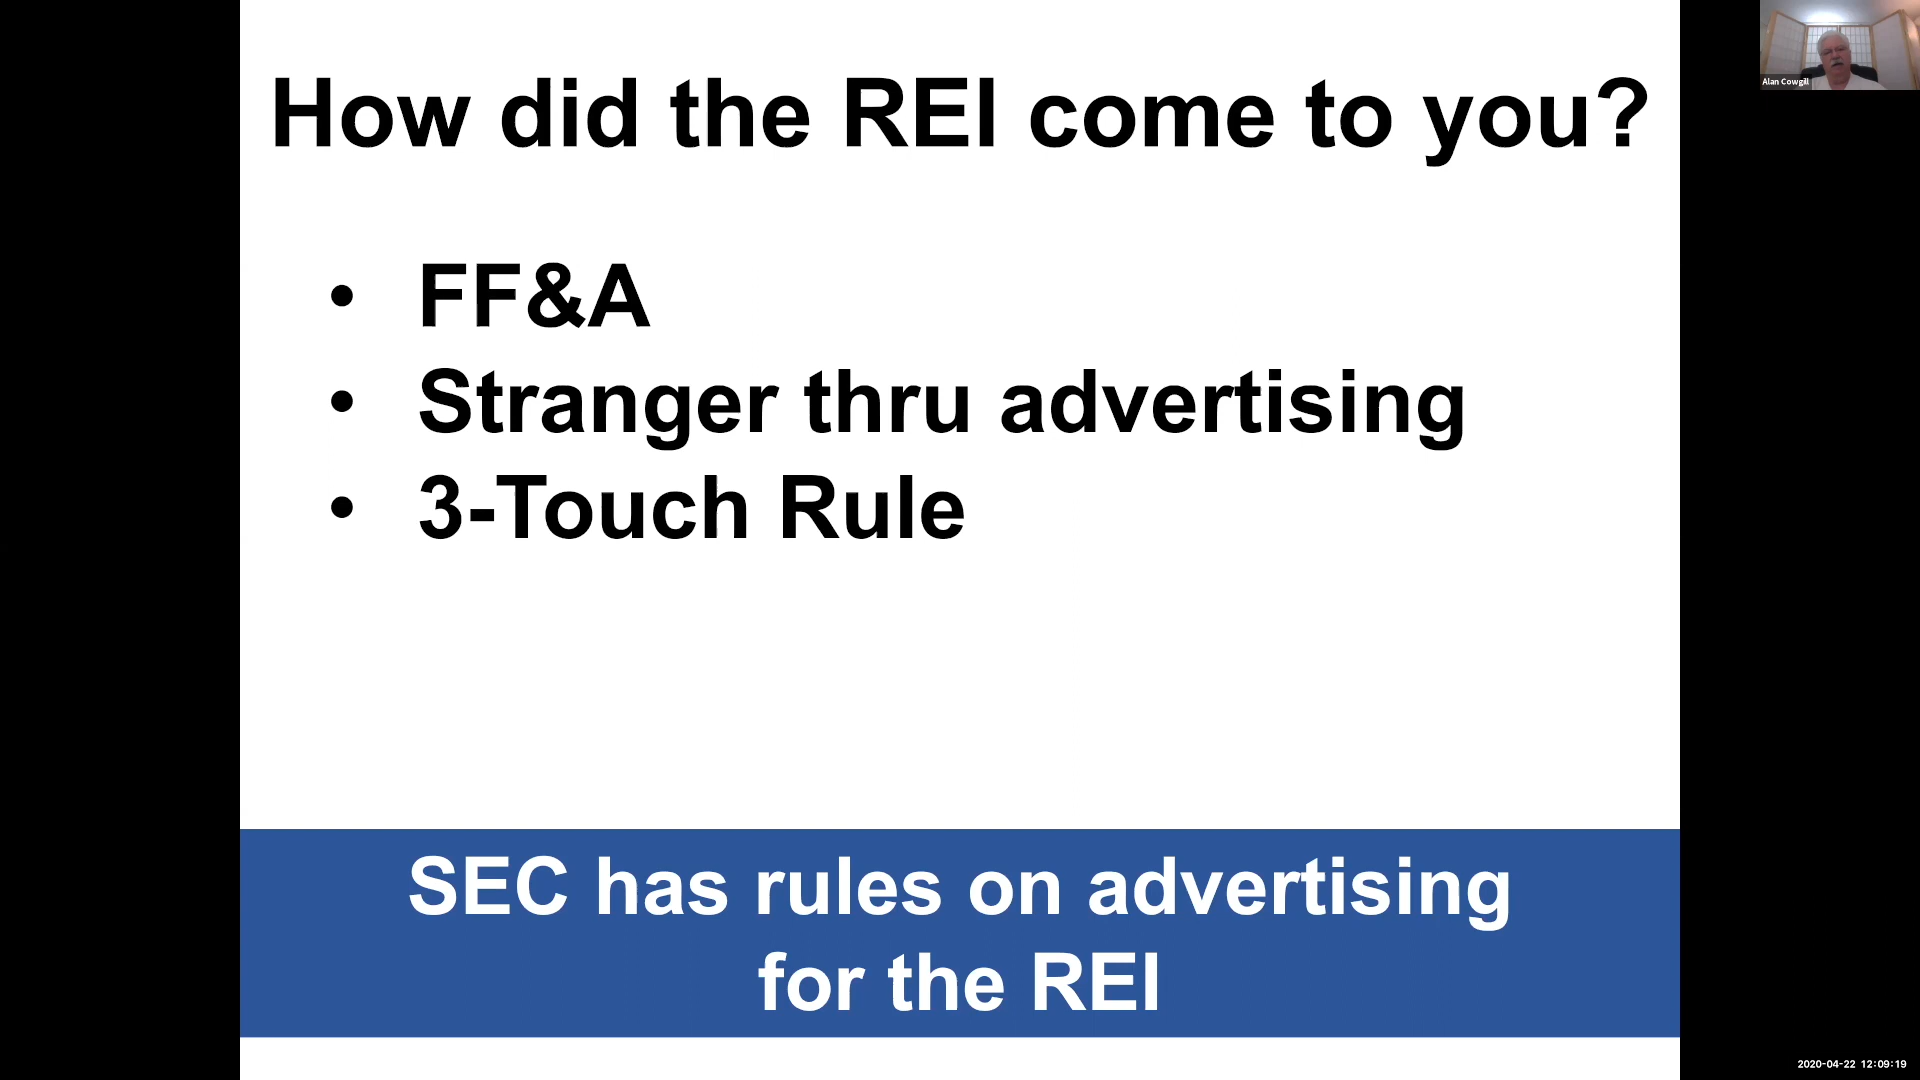 How did the REI come to you?
Alan Cowgill
• FF&A
• Stranger thru advertising
• 3-Touch Rule
SEC has rules on advertising
for the REI
2020-04-22 12:09:19